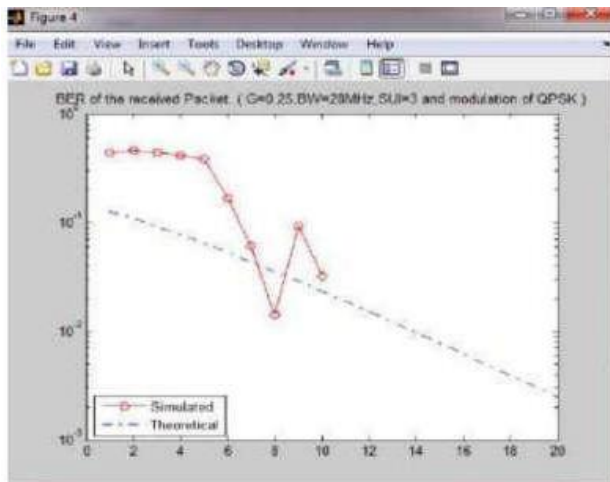 Figure 4
File Edit View Insert Tools Desktop Window Help
BER of the received Packet. ( G=0.25,BW=28MHz,SUI=3 and modulation of QPSK )
10^0
10^-1
10^-2
10^-3
Simulated
Theoretical
0 2 4 6 8 10 12 14 16 18 20